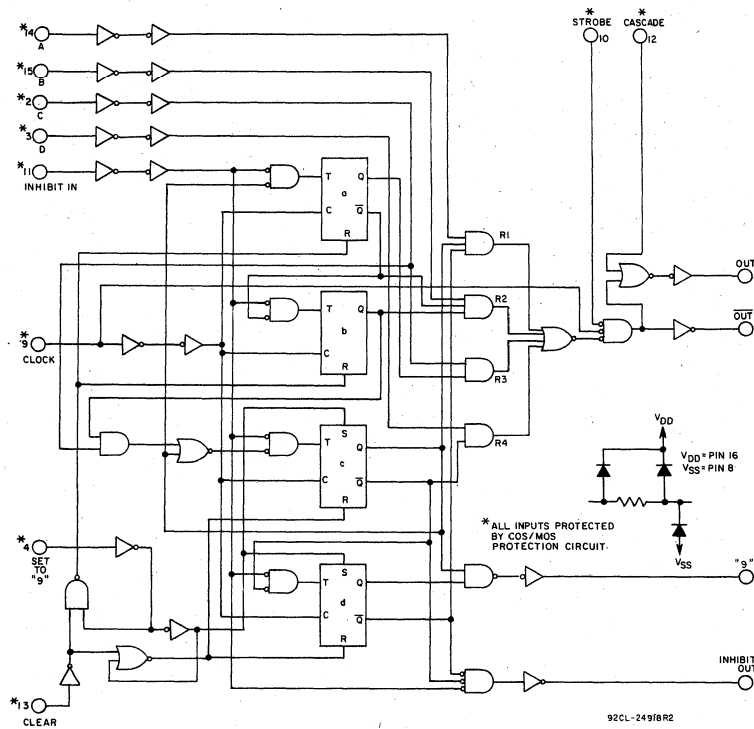 *14
A
*15
B
*2
C
*3
D
*11
INHIBIT IN
*
STROBE
10
*
CASCADE
12
T Q
a
C Q̅
R
T
b
C
R
R1
R2
R3
R4
OUT
O̅U̅T̅
*9
CLOCK
S
T Q
c
C Q̅
R
S
T Q
d
C Q̅
R
VDD
VDD = PIN 16
VSS = PIN 8
VSS
*ALL INPUTS PROTECTED
BY COS/MOS
PROTECTION CIRCUIT.
*4
SET
TO
"9"
"9"
INHIBIT
OUT
*13
CLEAR
92CL-24918R2